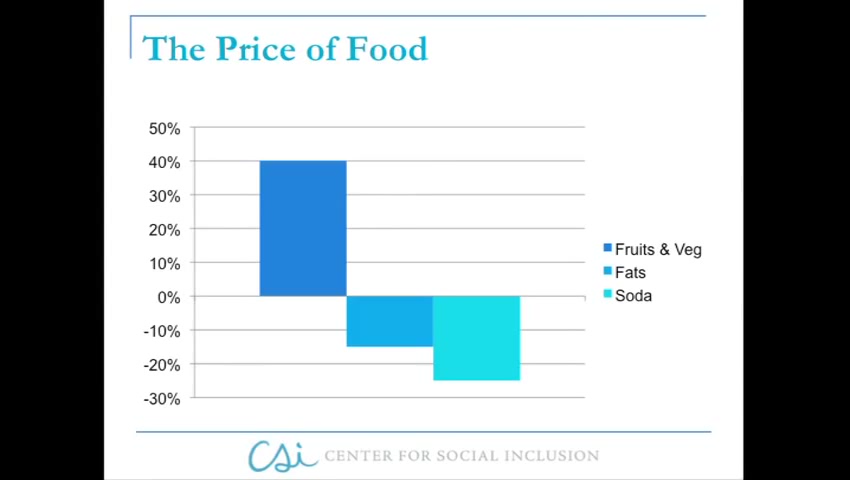 The Price of Food
50%
40%
30%
20%
10%
0%
-10%
-20%
-30%
Fruits & Veg
Fats
Soda
csi CENTER FOR SOCIAL INCLUSION